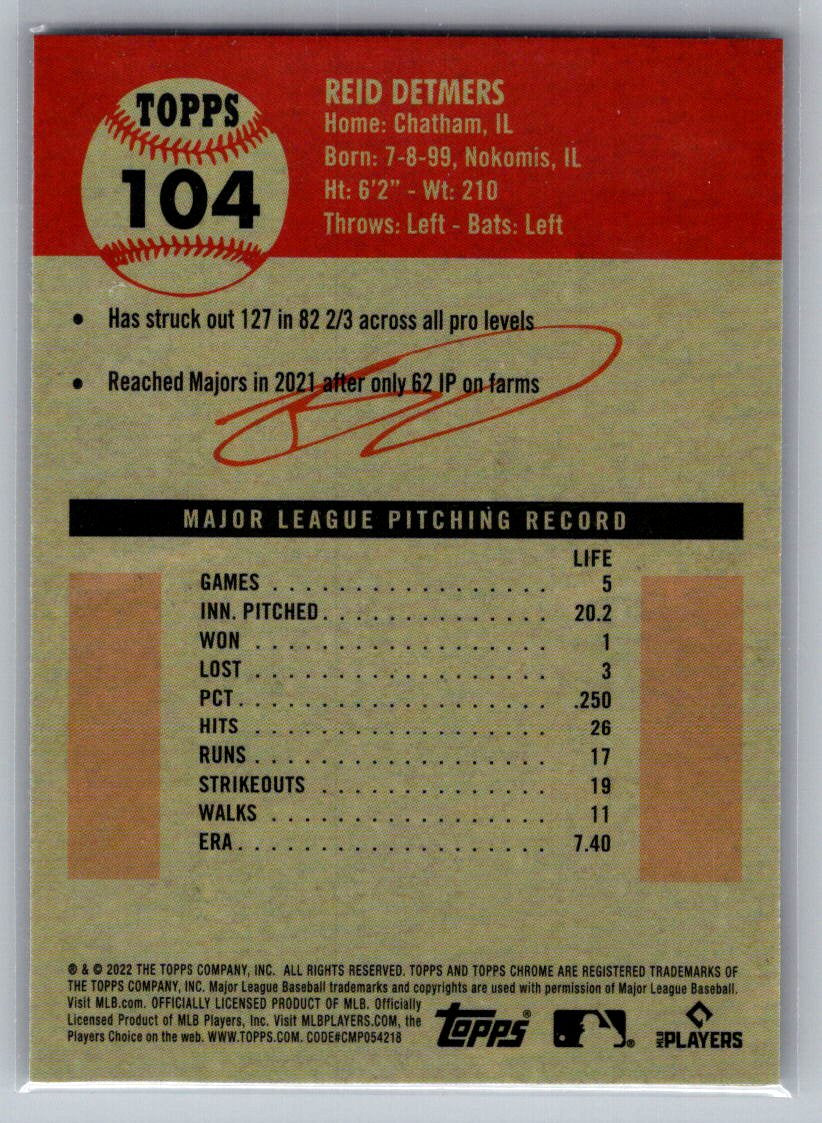 TOPPS
104
REID DETMERS
Home: Chatham, IL
Born: 7-8-99, Nokomis, IL
Ht: 6'2" - Wt: 210
Throws: Left - Bats: Left
• Has struck out 127 in 82 2/3 across all pro levels
• Reached Majors in 2021 after only 62 IP on farms
MAJOR LEAGUE PITCHING RECORD
LIFE
GAMES . . . . . . . . . . . . . . . . . 5
INN. PITCHED . . . . . . . . . . . . . . 20.2
WON . . . . . . . . . . . . . . . . . . 1
LOST . . . . . . . . . . . . . . . . . . 3
PCT . . . . . . . . . . . . . . . . . . .250
HITS . . . . . . . . . . . . . . . . . . 26
RUNS . . . . . . . . . . . . . . . . . . 17
STRIKEOUTS . . . . . . . . . . . . . . 19
WALKS . . . . . . . . . . . . . . . . . 11
ERA . . . . . . . . . . . . . . . . . . . 7.40
® & © 2022 THE TOPPS COMPANY, INC. ALL RIGHTS RESERVED. TOPPS AND TOPPS CHROME ARE REGISTERED TRADEMARKS OF
THE TOPPS COMPANY, INC. Major League Baseball trademarks and copyrights are used with permission of Major League Baseball.
Visit MLB.com. OFFICIALLY LICENSED PRODUCT OF MLB. Officially
Licensed Product of MLB Players, Inc. Visit MLBPLAYERS.COM, the
Players Choice on the web. WWW.TOPPS.COM. CODE#CMP054218
topps®
®
MLB PLAYERS